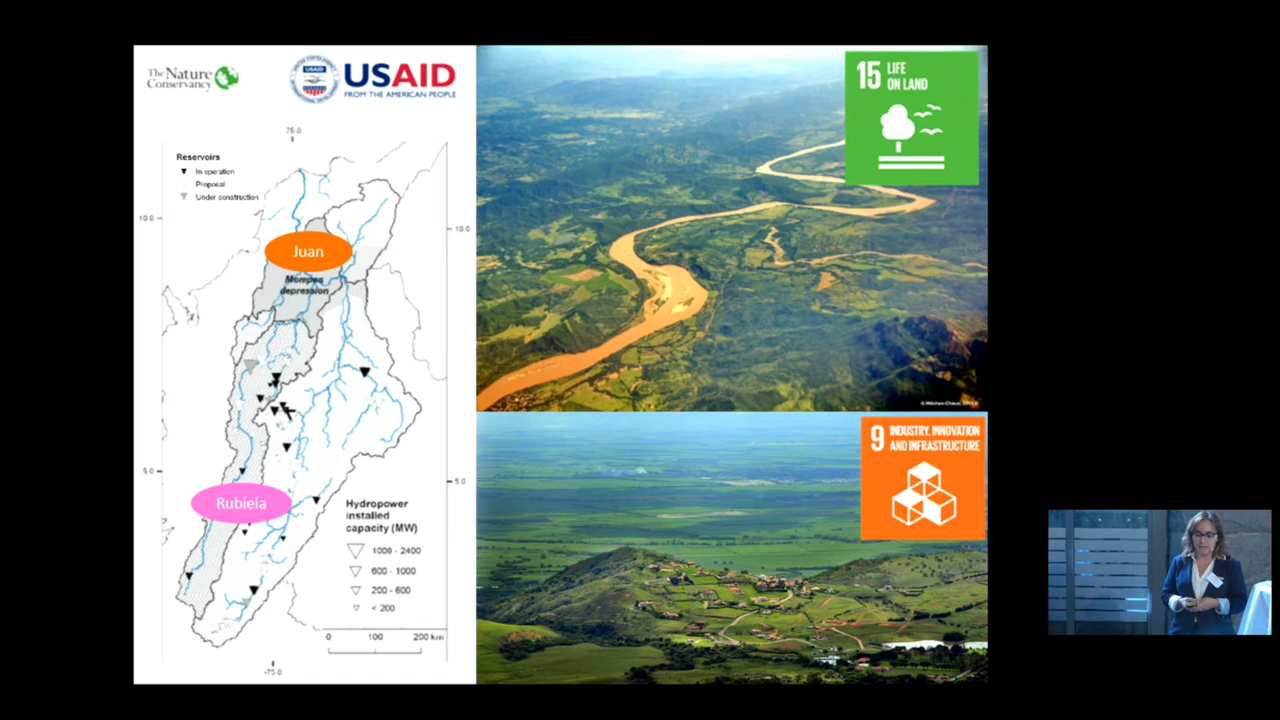 The Nature
Conservancy
USAID
USAID
FROM THE AMERICAN PEOPLE
75.0
Reservoirs
In operation
Proposal
Under construction
10.0
10.0
Juan
Mompos
depression
5.0
5.0
Rubiela
Hydropower
installed
capacity (MW)
1000 - 2400
600 - 1000
200 - 600
< 200
0 100 200 km
-75.0
15 LIFE
ON LAND
9 INDUSTRY, INNOVATION
AND INFRASTRUCTURE